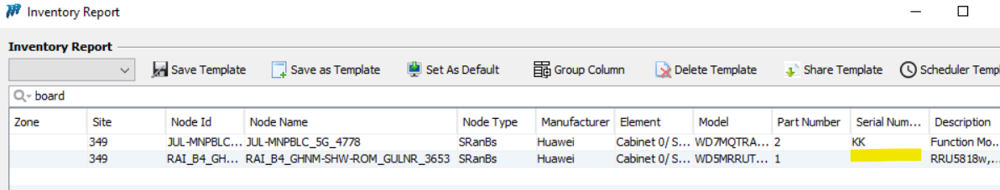 Inventory Report
Inventory Report
Save Template Save as Template Set As Default Group Column Delete Template Share Template Scheduler Templ
board
Zone Site Node Id Node Name Node Type Manufacturer Element Model Part Number Serial Num... Description
349 JUL-MNPBLC... JUL-MNPBLC_5G_4778 SRanBs Huawei Cabinet 0/ S... WD7MQTRA... 2 KK Function Mo...
349 RAI_B4_GH... RAI_B4_GHNM-SHW-ROM_GULNR_3653 SRanBs Huawei Cabinet 0/ S... WD5MRRUT... 1 RRU5818w,...